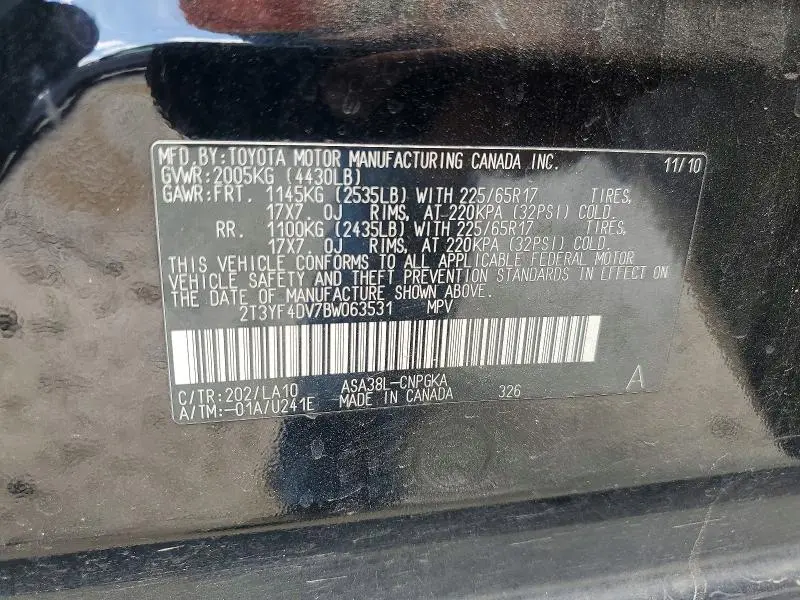 MFD. BY: TOYOTA MOTOR MANUFACTURING CANADA INC. 11/10
GVWR: 2005KG (4430LB)
GAWR: FRT. 1145KG (2535LB) WITH 225/65R17 TIRES,
17X7. 0J RIMS, AT 220KPA (32PSI) COLD.
RR. 1100KG (2435LB) WITH 225/65R17 TIRES,
17X7. 0J RIMS, AT 220KPA (32PSI) COLD.
THIS VEHICLE CONFORMS TO ALL APPLICABLE FEDERAL MOTOR
VEHICLE SAFETY AND THEFT PREVENTION STANDARDS IN EFFECT ON
THE DATE OF MANUFACTURE SHOWN ABOVE.
2T3YF4DV7BW063531 MPV
C/TR: 202/LA10 ASA38L-CNPGKA A
A/TM:-01A/U241E MADE IN CANADA 326